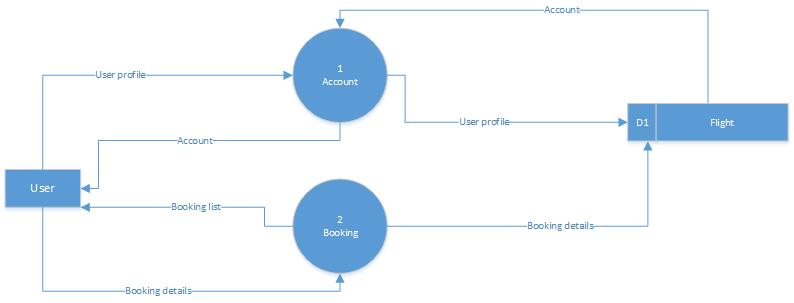 Account
1
Account
User profile
User profile
D1
Flight
Account
User
Booking list
2
Booking
Booking details
Booking details